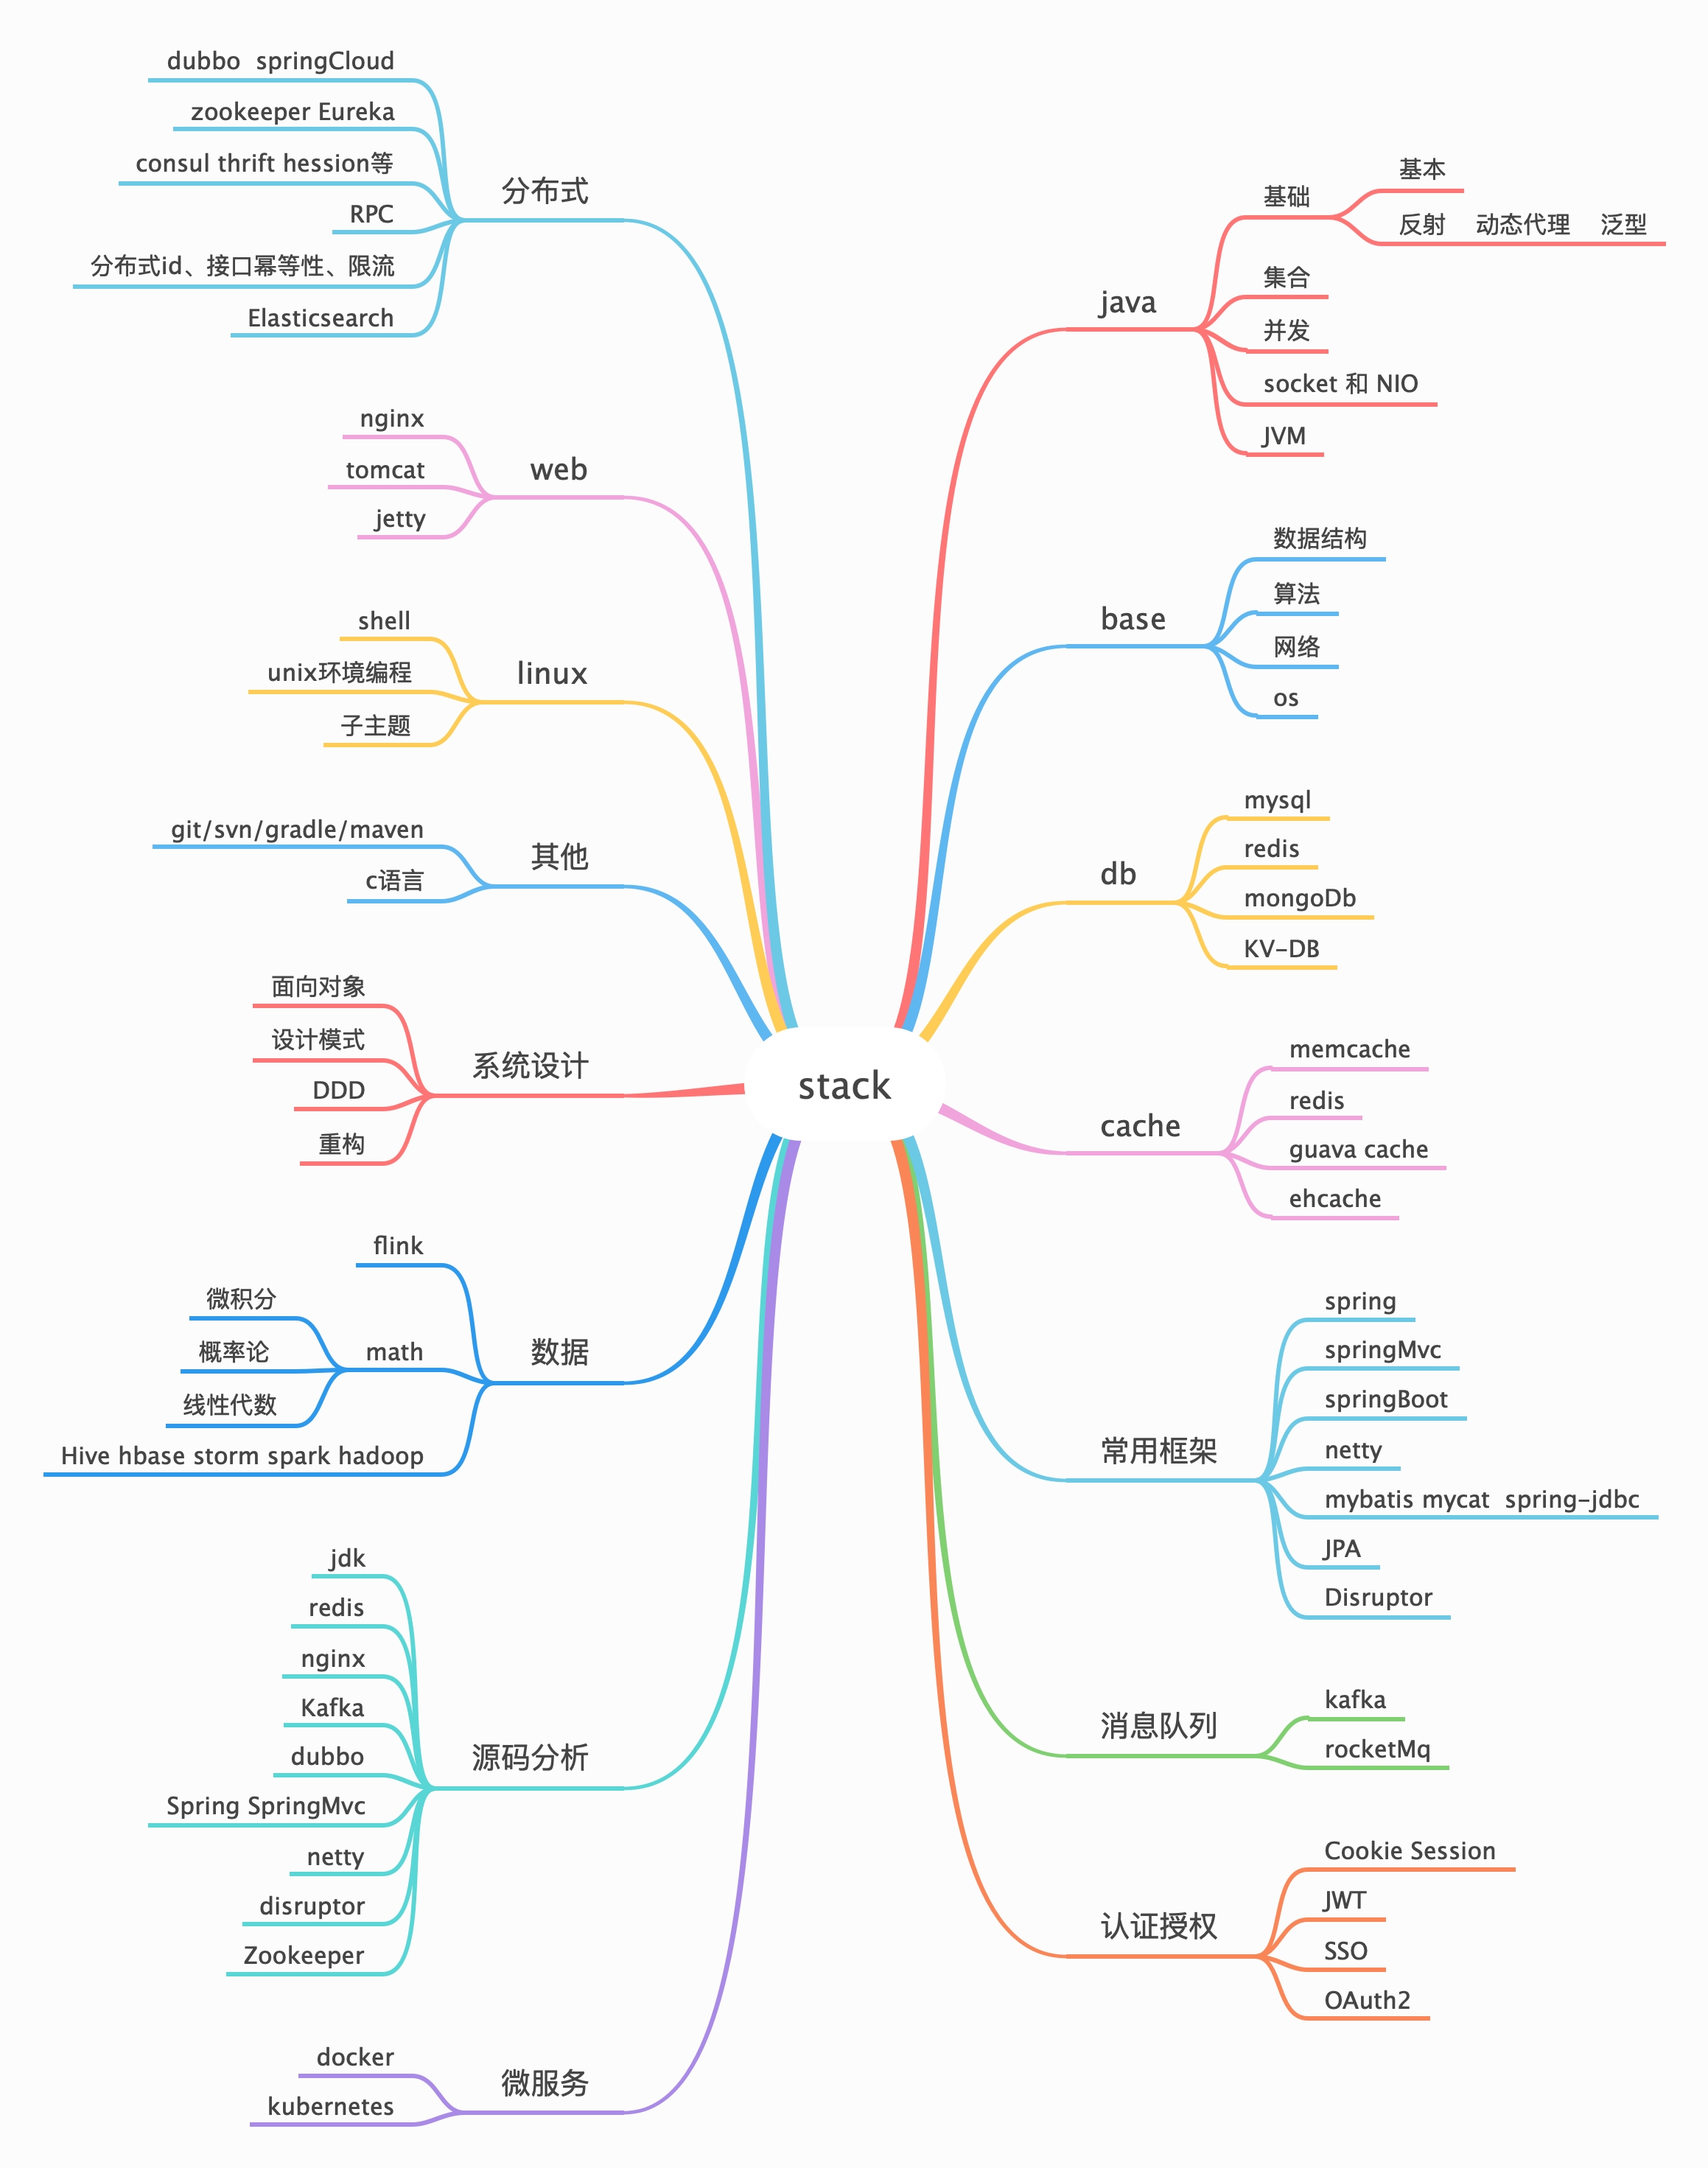 stack
java
基础
基本
反射 动态代理 泛型
集合
并发
socket 和 NIO
JVM
base
数据结构
算法
网络
os
db
mysql
redis
mongoDb
KV-DB
cache
memcache
redis
guava cache
ehcache
常用框架
spring
springMvc
springBoot
netty
mybatis mycat spring-jdbc
JPA
Disruptor
消息队列
kafka
rocketMq
认证授权
Cookie Session
JWT
SSO
OAuth2
分布式
dubbo springCloud
zookeeper Eureka
consul thrift hession等
RPC
分布式id、接口幂等性、限流
Elasticsearch
web
nginx
tomcat
jetty
linux
shell
unix环境编程
子主题
其他
git/svn/gradle/maven
c语言
系统设计
面向对象
设计模式
DDD
重构
数据
flink
math
微积分
概率论
线性代数
Hive hbase storm spark hadoop
源码分析
jdk
redis
nginx
Kafka
dubbo
Spring SpringMvc
netty
disruptor
Zookeeper
微服务
docker
kubernetes